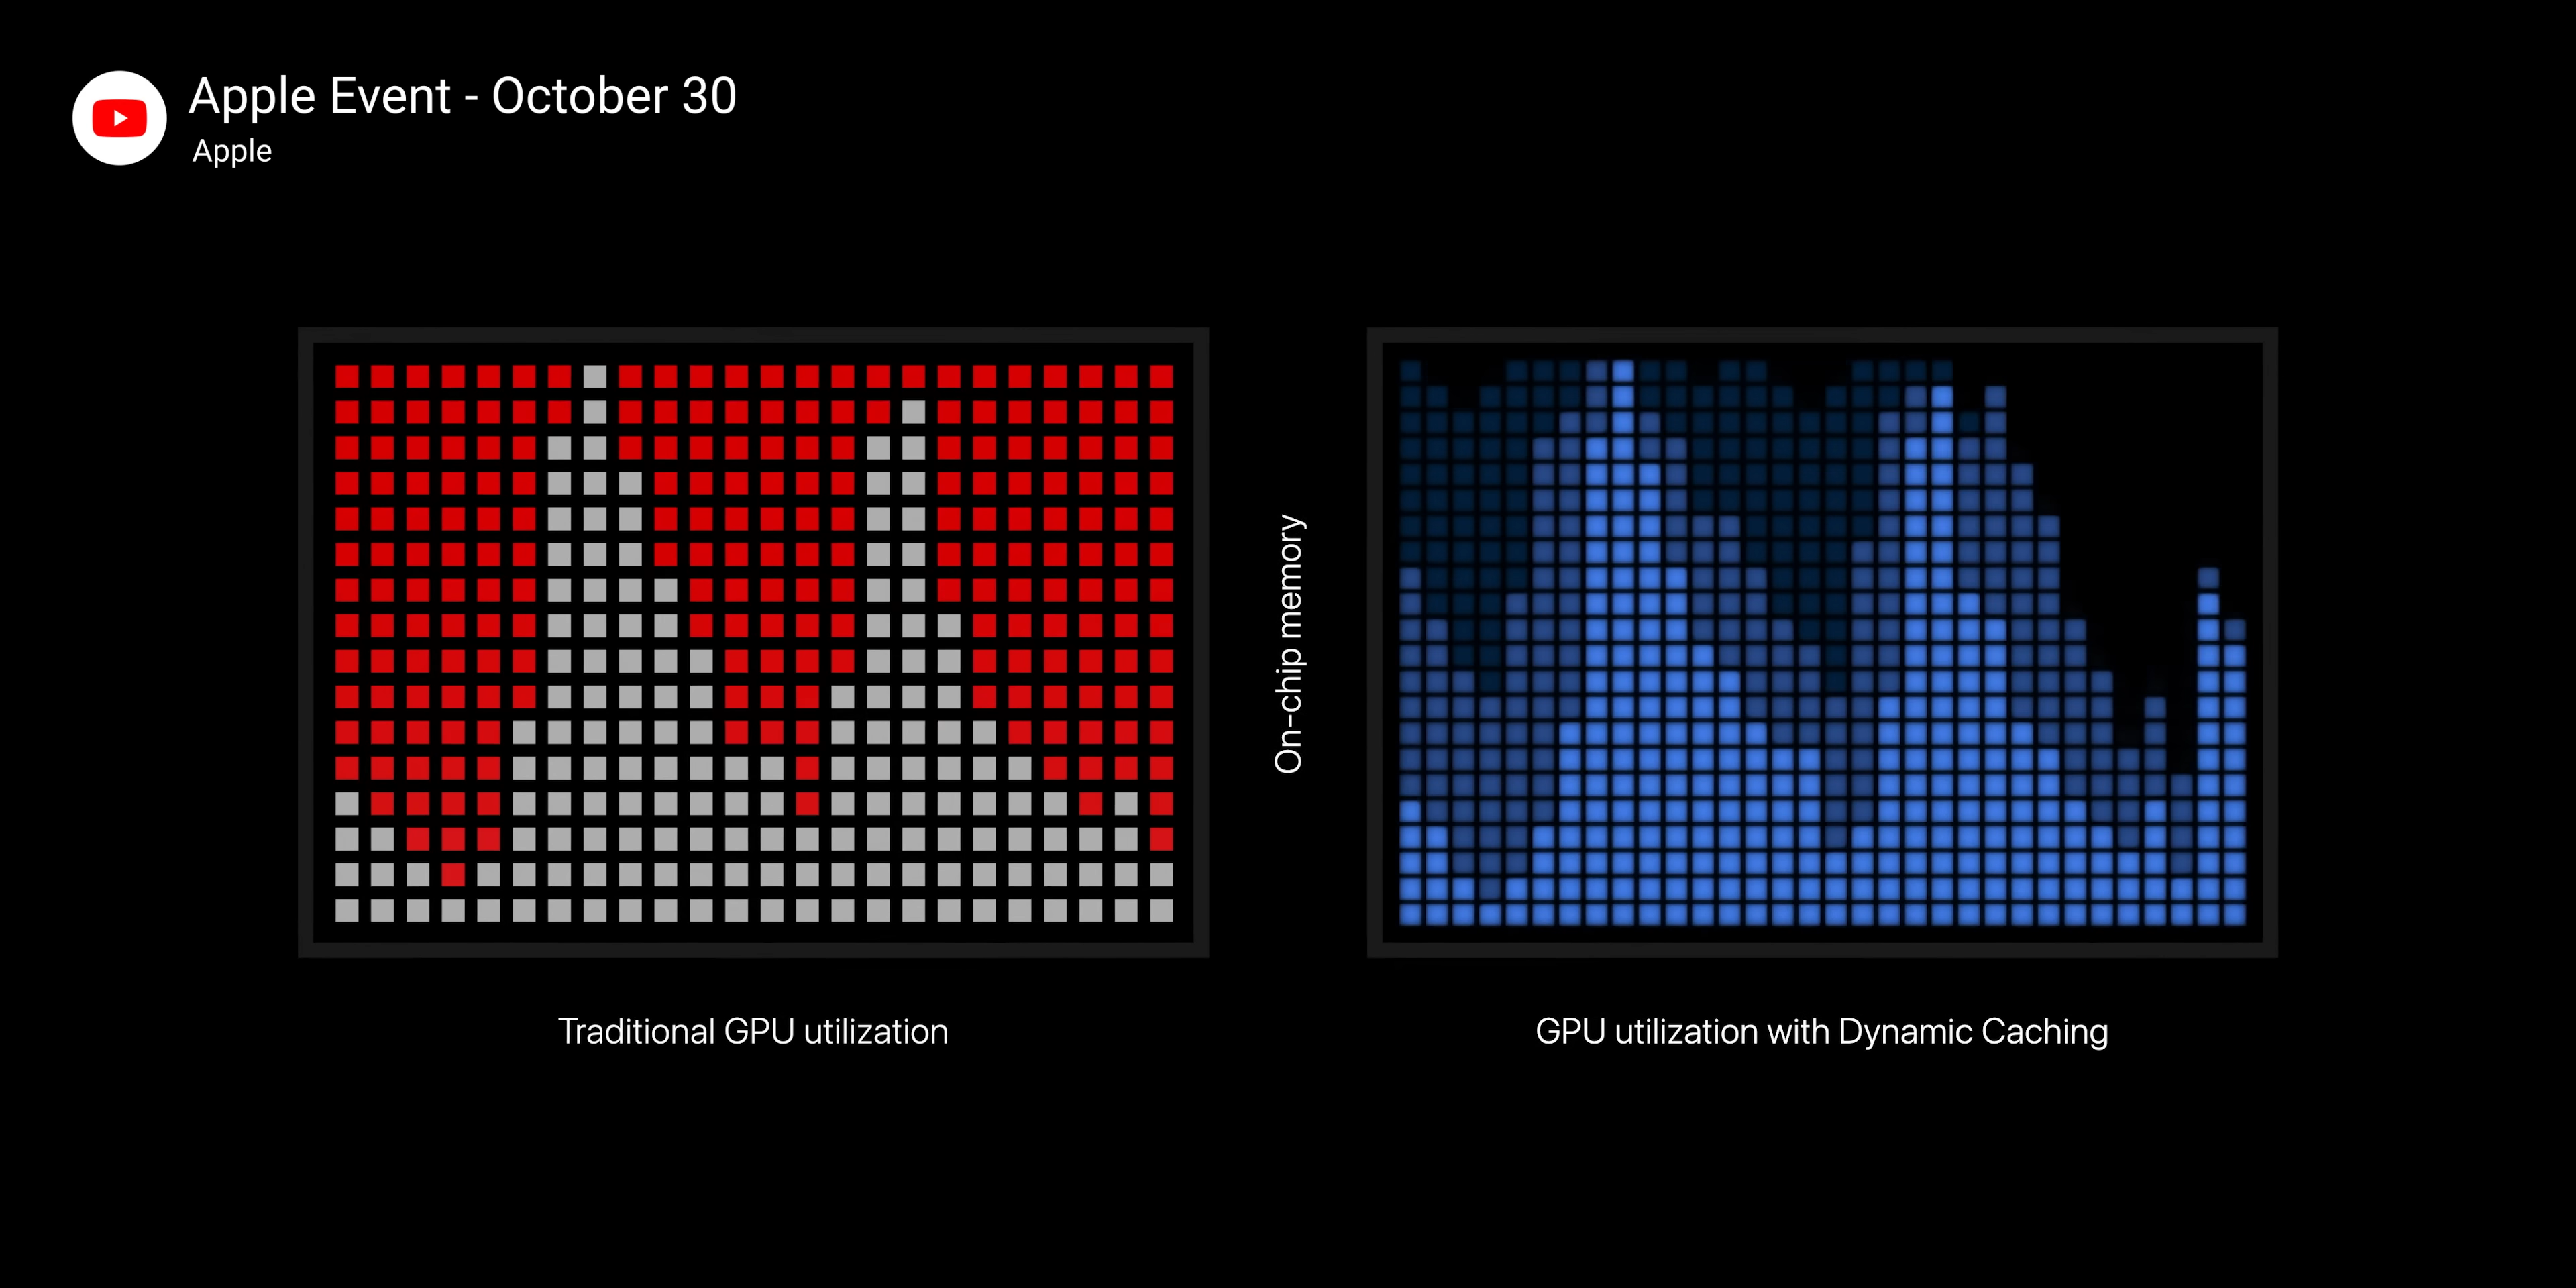 Apple Event - October 30
Apple
On-chip memory
Traditional GPU utilization
GPU utilization with Dynamic Caching